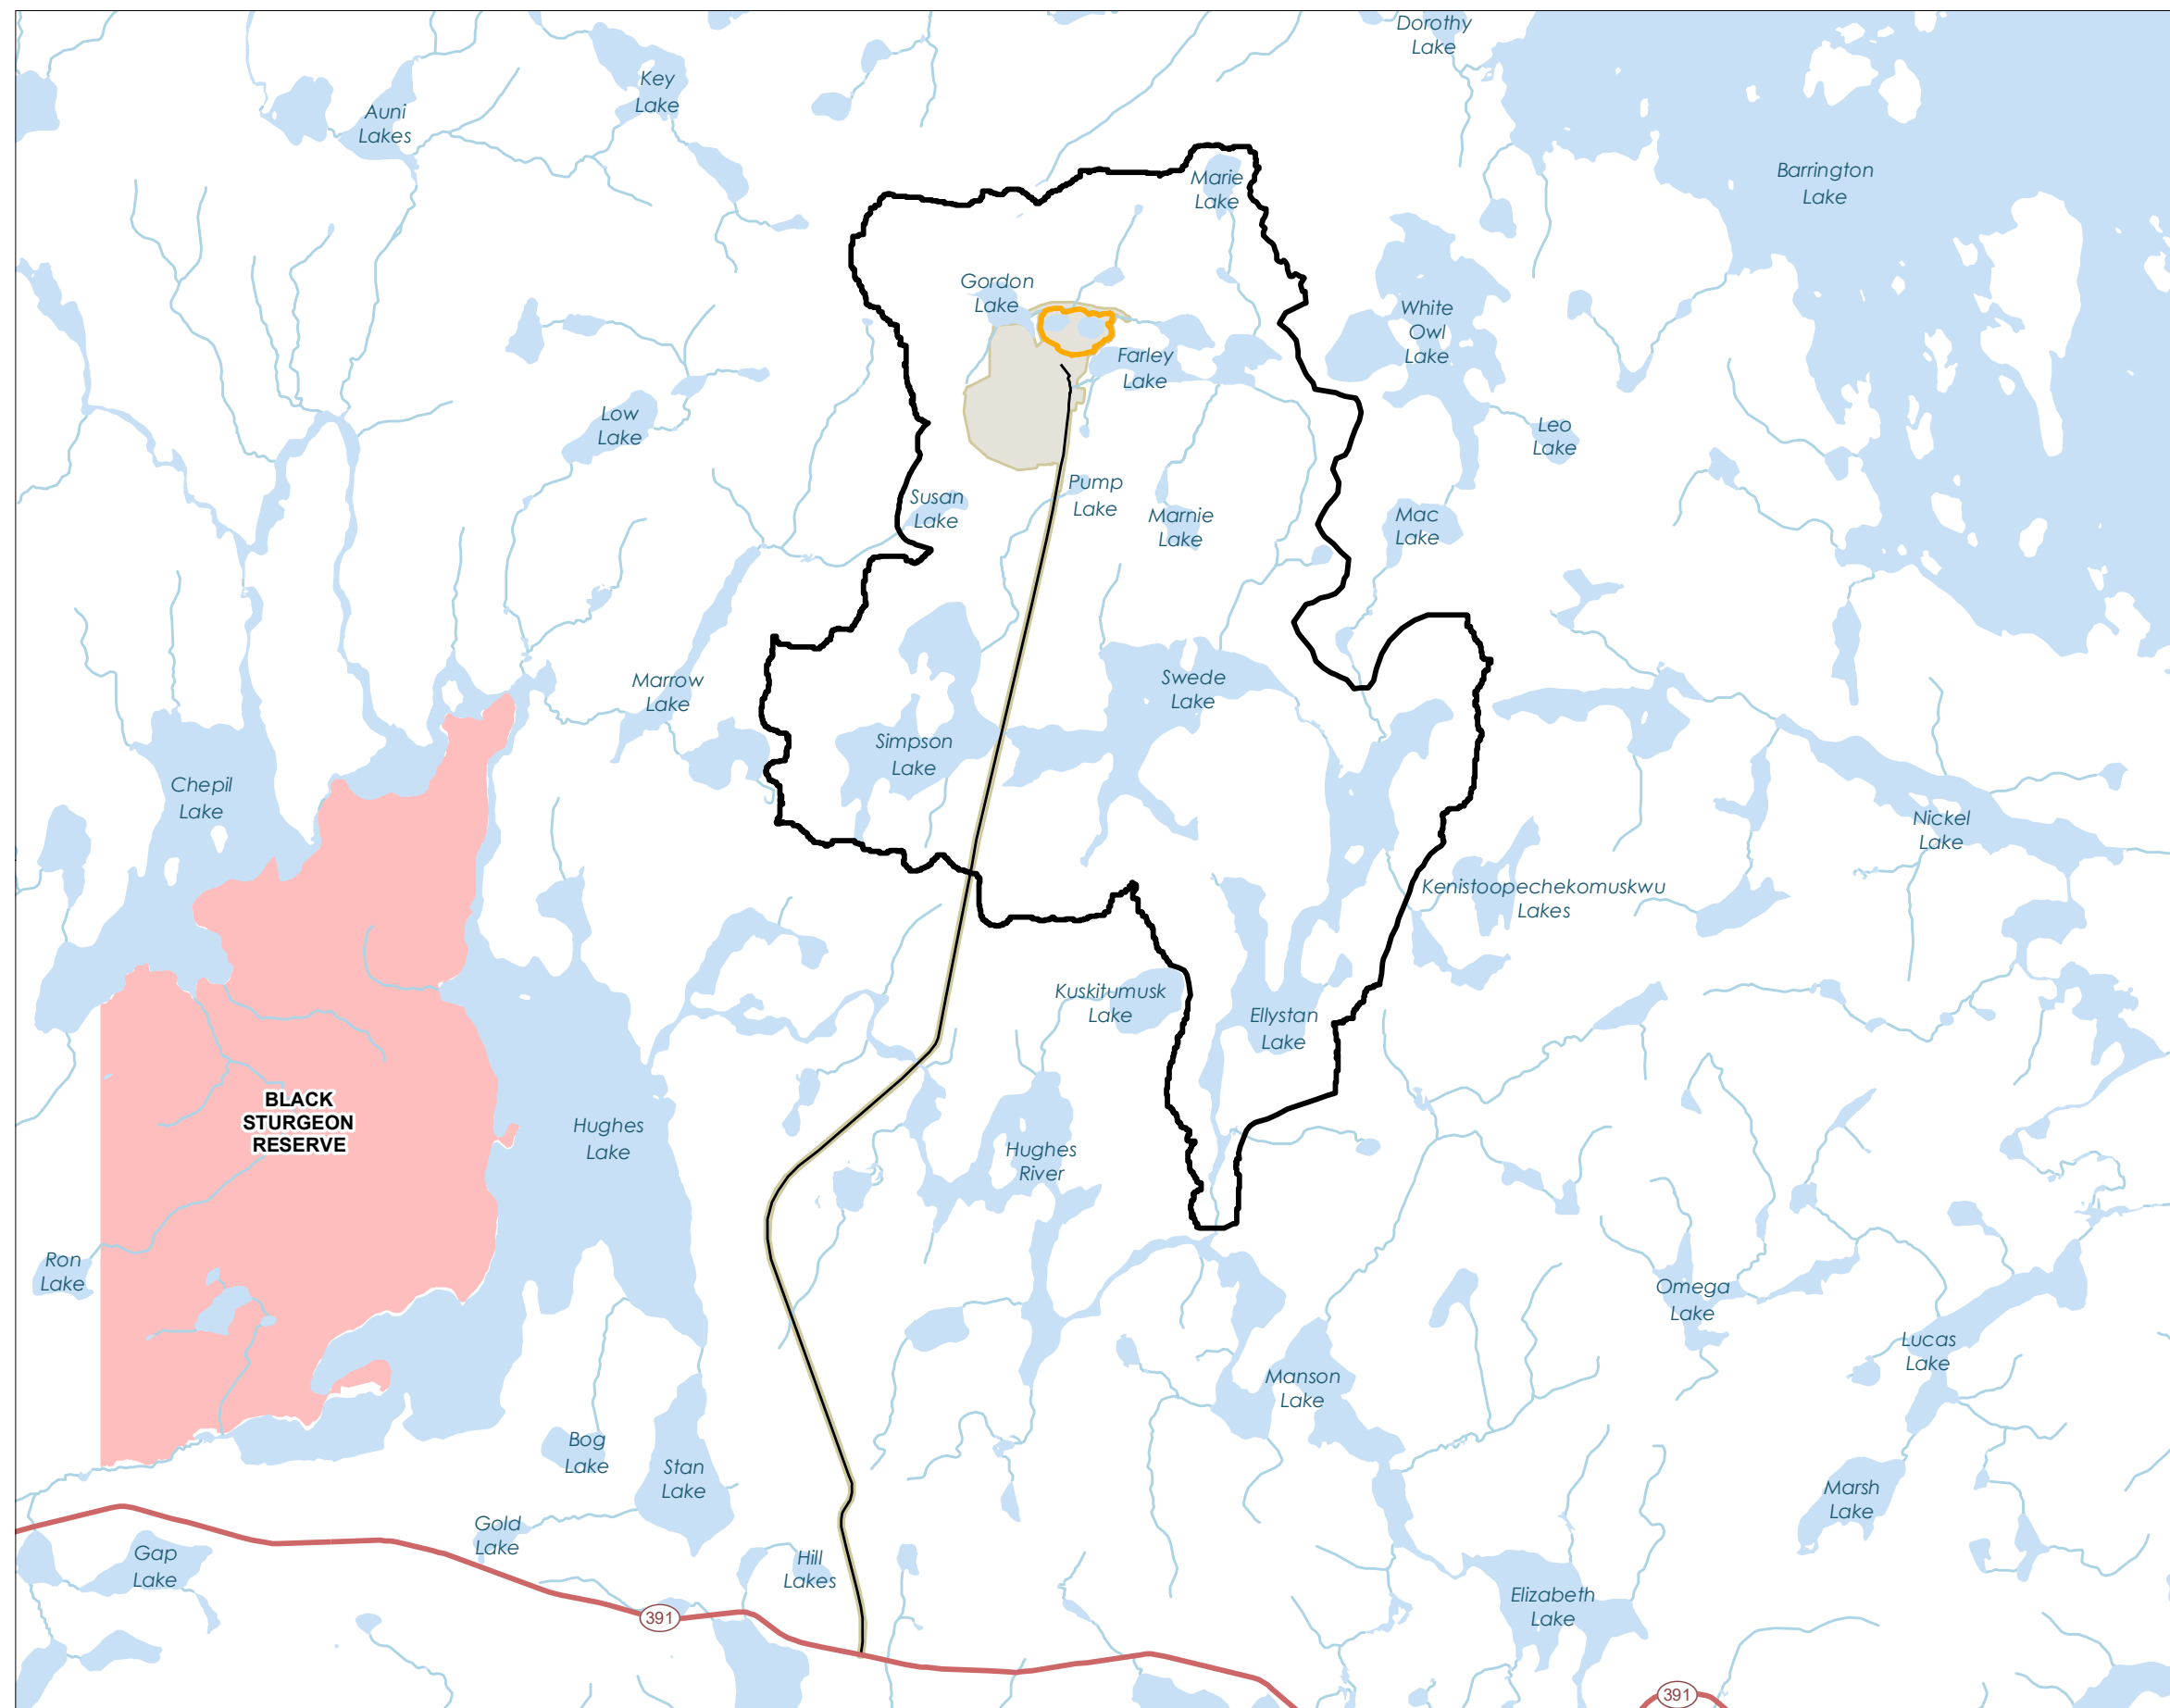 Dorothy
Lake
Key
Lake
Auni
Lakes
Barrington
Lake
Marie
Lake
Gordon
Lake
White
Owl
Lake
Farley
Lake
Low
Lake
Leo
Lake
Susan
Lake
Pump
Lake
Marnie
Lake
Mac
Lake
Marrow
Lake
Swede
Lake
Simpson
Lake
Chepil
Lake
Nickel
Lake
Kenistoopechekomuskwu
Lakes
Kuskitumusk
Lake
Ellystan
Lake
BLACK
STURGEON
RESERVE
Hughes
Lake
Hughes
River
Ron
Lake
Omega
Lake
Lucas
Lake
Manson
Lake
Bog
Lake
Stan
Lake
Marsh
Lake
Gold
Lake
Gap
Lake
Hill
Lakes
Elizabeth
Lake
391
391